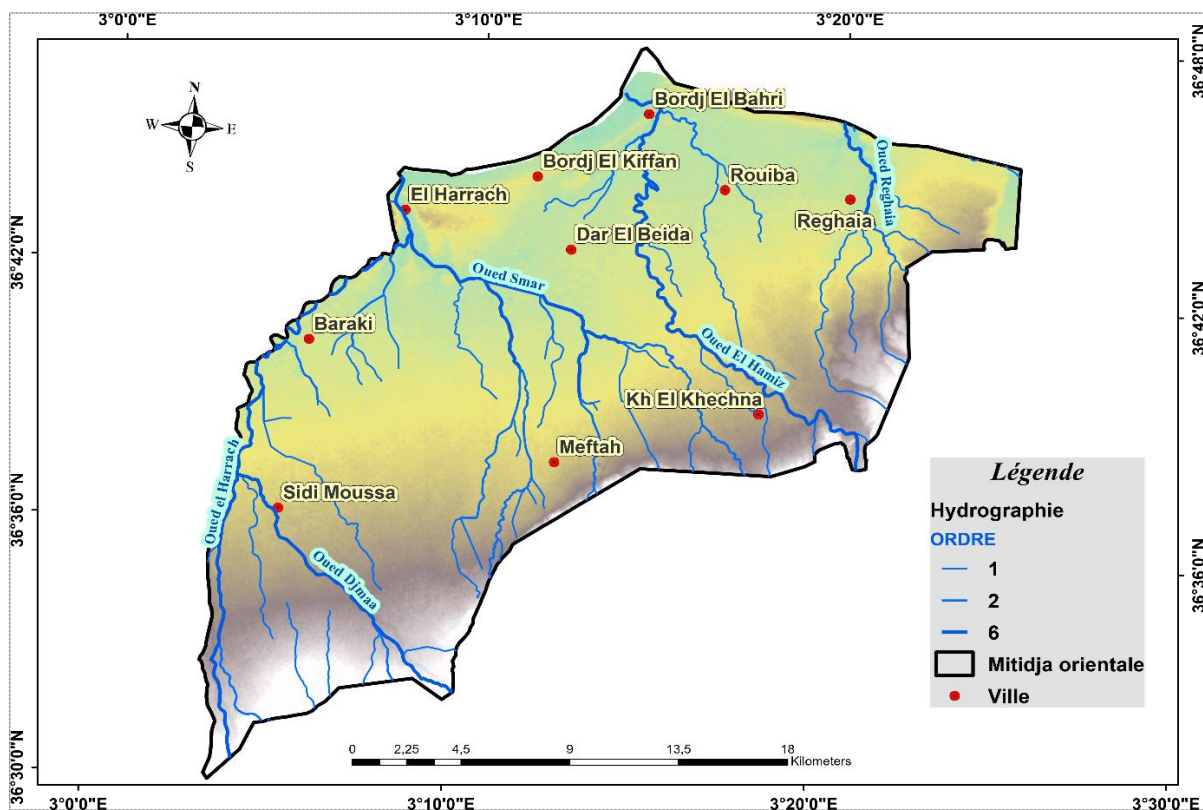 3°0'0"E
3°10'0"E
3°20'0"E
36°48'0"N
N
W E
S
Bordj El Bahri
Bordj El Kiffan
Rouiba
Oued Reghaia
El Harrach
Reghaia
Dar El Beida
36°42'0"N
Oued Smar
Baraki
36°42'0"N
Oued El Hamiz
Kh El Khechna
Meftah
Oued el Harrach
Sidi Moussa
36°36'0"N
Oued Djmaa
36°36'0"N
Légende
Hydrographie
ORDRE
1
2
6
Mitidja orientale
Ville
0 2,25 4,5 9 13,5 18
Kilometers
36°30'0"N
3°0'0"E
3°10'0"E
3°20'0"E
3°30'0"E